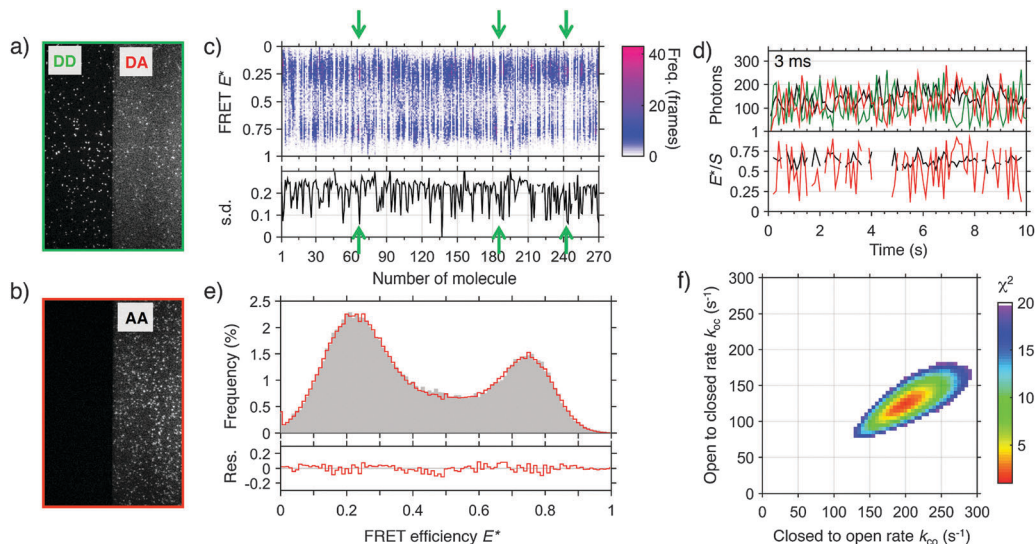 a)
DD
DA
b)
AA
c)
0
0.25
0.5
0.75
1
FRET E*
40
20
0
Freq. (frames)
0.2
0.1
0
s.d.
1 30 60 90 120 150 180 210 240 270
Number of molecule
d)
3 ms
300
200
100
1
Photons
0.75
0.5
0.25
0
E*/S
0 2 4 6 8 10
Time (s)
e)
2.5
2
1.5
1
0.5
0
Frequency (%)
0.2
0
-0.2
Res.
0 0.2 0.4 0.6 0.8 1
FRET efficiency E*
f)
300
250
200
150
100
50
0
Open to closed rate k_oc (s⁻¹)
0 50 100 150 200 250 300
Closed to open rate k_co (s⁻¹)
χ²
20
15
10
5